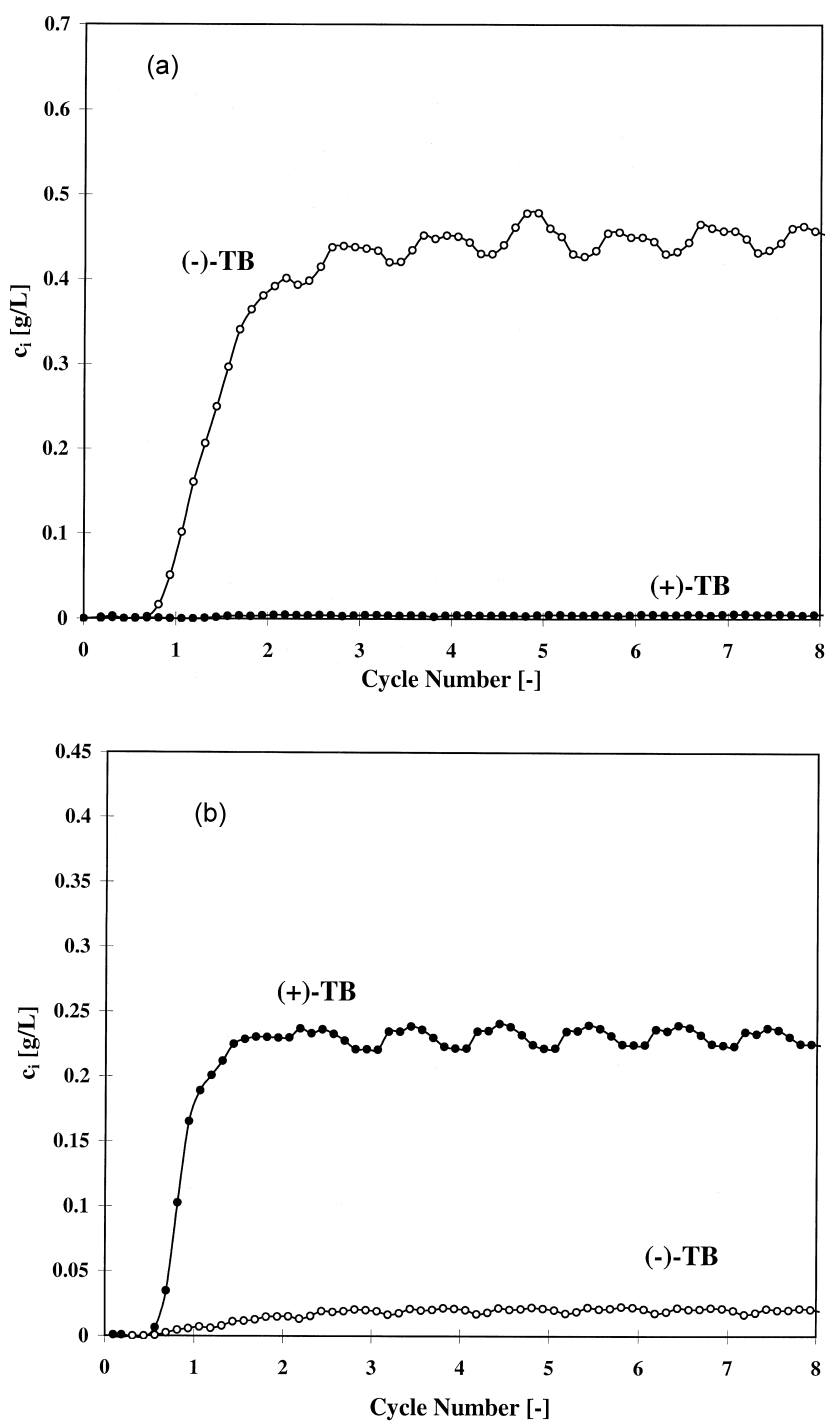 (a)
0.7
0.6
0.5
0.4
0.3
0.2
0.1
0
c_i [g/L]
(-)-TB
(+)-TB
0 1 2 3 4 5 6 7 8
Cycle Number [-]
(b)
0.45
0.4
0.35
0.3
0.25
0.2
0.15
0.1
0.05
0
c_i [g/L]
(+)-TB
(-)-TB
0 1 2 3 4 5 6 7 8
Cycle Number [-]